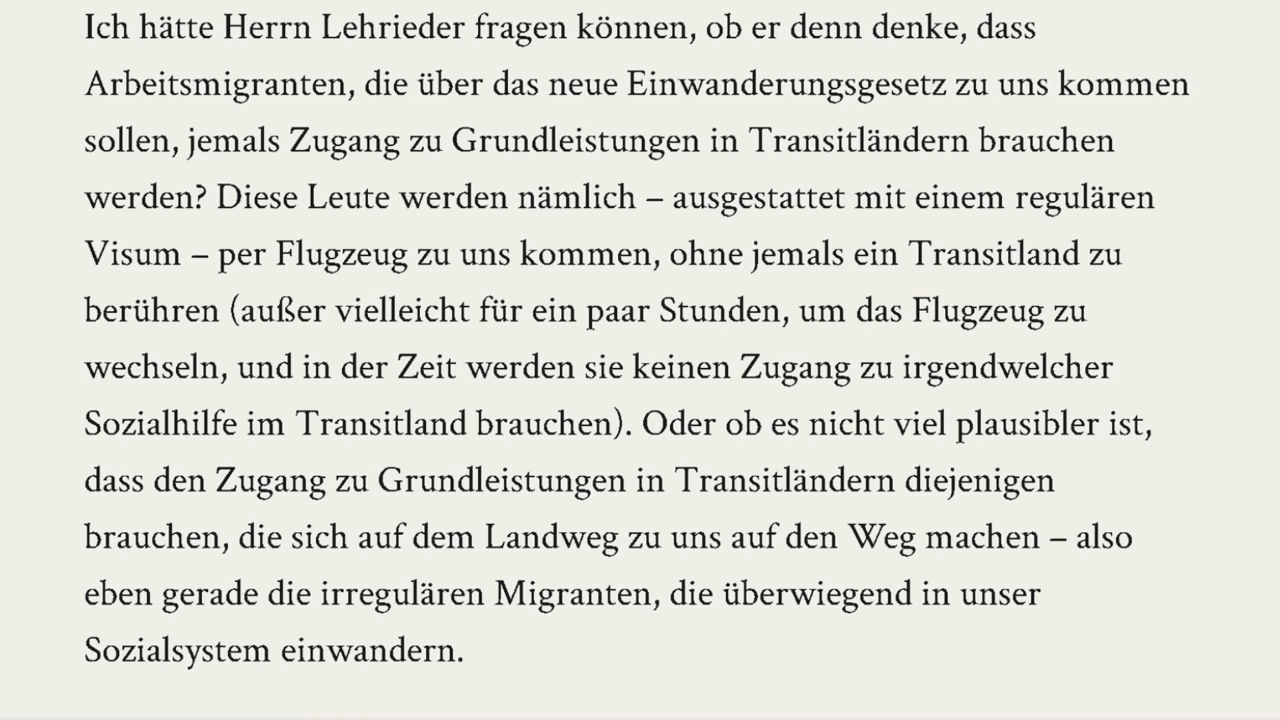 Ich hätte Herrn Lehrieder fragen können, ob er denn denke, dass
Arbeitsmigranten, die über das neue Einwanderungsgesetz zu uns kommen
sollen, jemals Zugang zu Grundleistungen in Transitländern brauchen
werden? Diese Leute werden nämlich – ausgestattet mit einem regulären
Visum – per Flugzeug zu uns kommen, ohne jemals ein Transitland zu
berühren (außer vielleicht für ein paar Stunden, um das Flugzeug zu
wechseln, und in der Zeit werden sie keinen Zugang zu irgendwelcher
Sozialhilfe im Transitland brauchen). Oder ob es nicht viel plausibler ist,
dass den Zugang zu Grundleistungen in Transitländern diejenigen
brauchen, die sich auf dem Landweg zu uns auf den Weg machen – also
eben gerade die irregulären Migranten, die überwiegend in unser
Sozialsystem einwandern.